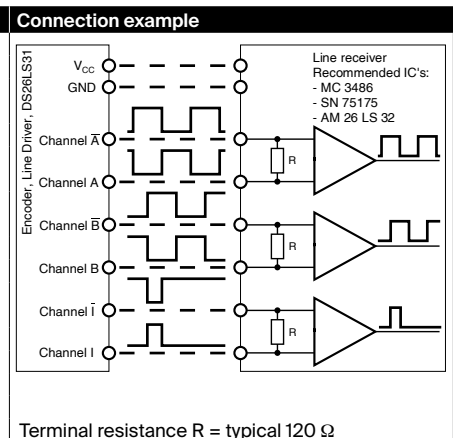 Connection example
Encoder, Line Driver, DS26LS31
V_CC
GND
Channel A̅
Channel A
Channel B̅
Channel B
Channel I̅
Channel I
Line receiver
Recommended IC's:
- MC 3486
- SN 75175
- AM 26 LS 32
R
R
R
Terminal resistance R = typical 120 Ω